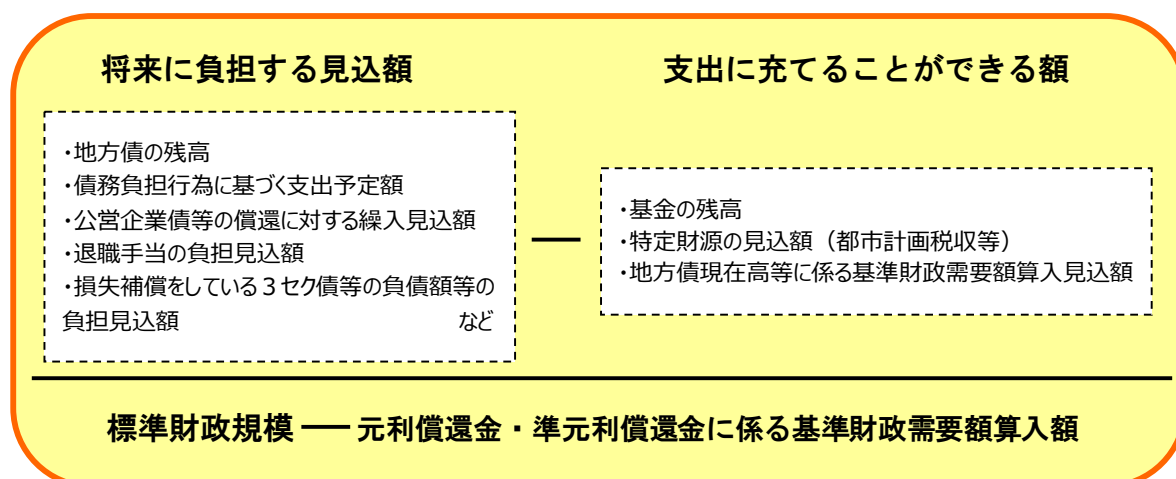 将来に負担する見込額
・地方債の残高
・債務負担行為に基づく支出予定額
・公営企業債等の償還に対する繰入見込額
・退職手当の負担見込額
・損失補償をしている３セク債等の負債額等の
負担見込額 など
―
支出に充てることができる額
・基金の残高
・特定財源の見込額（都市計画税収等）
・地方債現在高等に係る基準財政需要額算入見込額
標準財政規模 ― 元利償還金・準元利償還金に係る基準財政需要額算入額